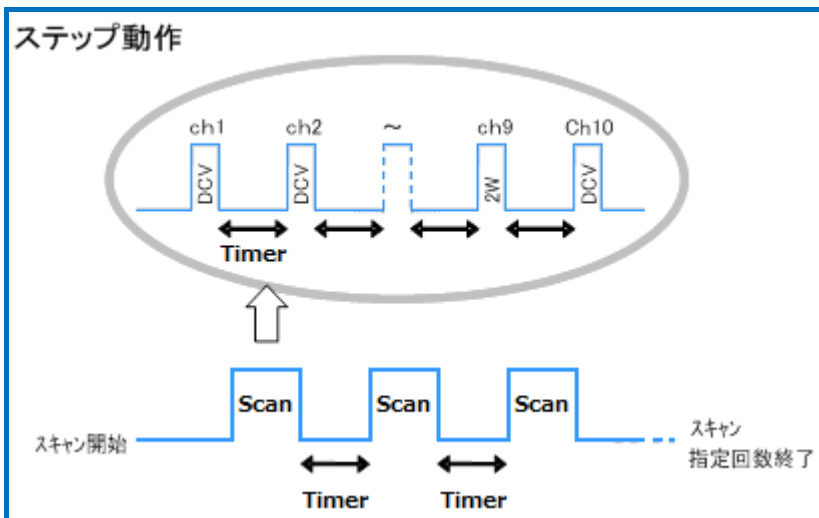 ステップ動作
ch1 ch2 ～ ch9 Ch10
DCV DCV 2W DCV
Timer
Scan Scan Scan
スキャン開始
スキャン
指定回数終了
Timer Timer